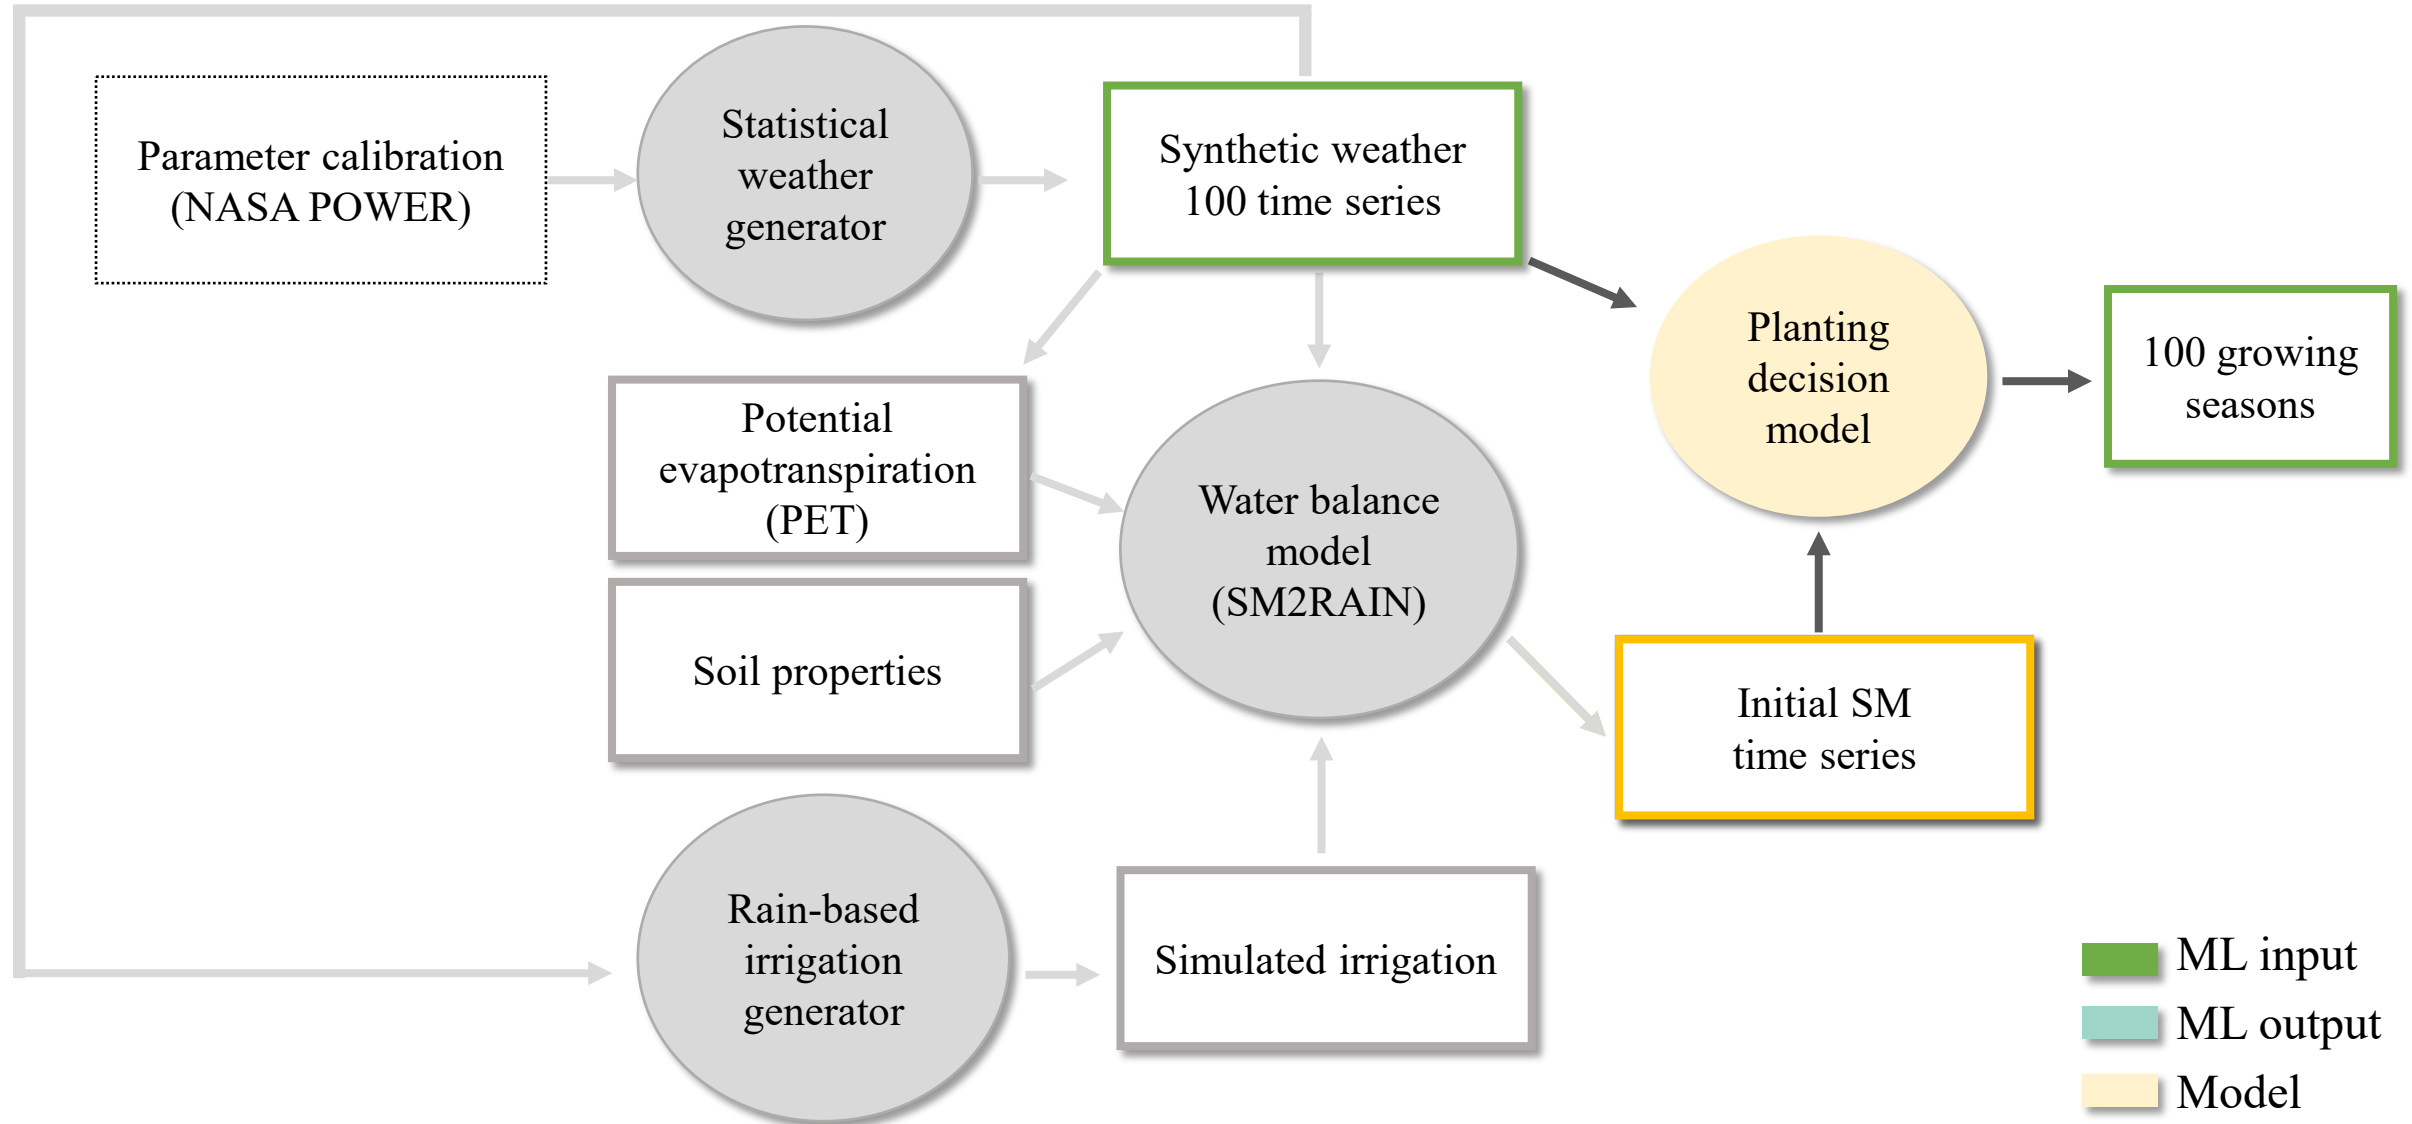 Parameter calibration
(NASA POWER)
Statistical
weather
generator
Synthetic weather
100 time series
Planting
decision
model
100 growing
seasons
Potential
evapotranspiration
(PET)
Water balance
model
(SM2RAIN)
Soil properties
Initial SM
time series
Rain-based
irrigation
generator
Simulated irrigation
ML input
ML output
Model